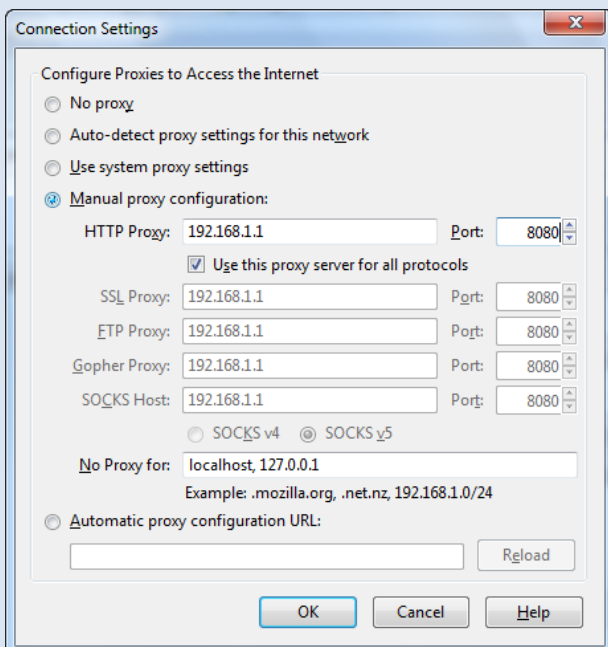 Connection Settings
Configure Proxies to Access the Internet
No proxy
Auto-detect proxy settings for this network
Use system proxy settings
Manual proxy configuration:
HTTP Proxy: 192.168.1.1 Port: 8080
Use this proxy server for all protocols
SSL Proxy: 192.168.1.1 Port: 8080
FTP Proxy: 192.168.1.1 Port: 8080
Gopher Proxy: 192.168.1.1 Port: 8080
SOCKS Host: 192.168.1.1 Port: 8080
SOCKS v4 SOCKS v5
No Proxy for: localhost, 127.0.0.1
Example: .mozilla.org, .net.nz, 192.168.1.0/24
Automatic proxy configuration URL:
Reload
OK Cancel Help